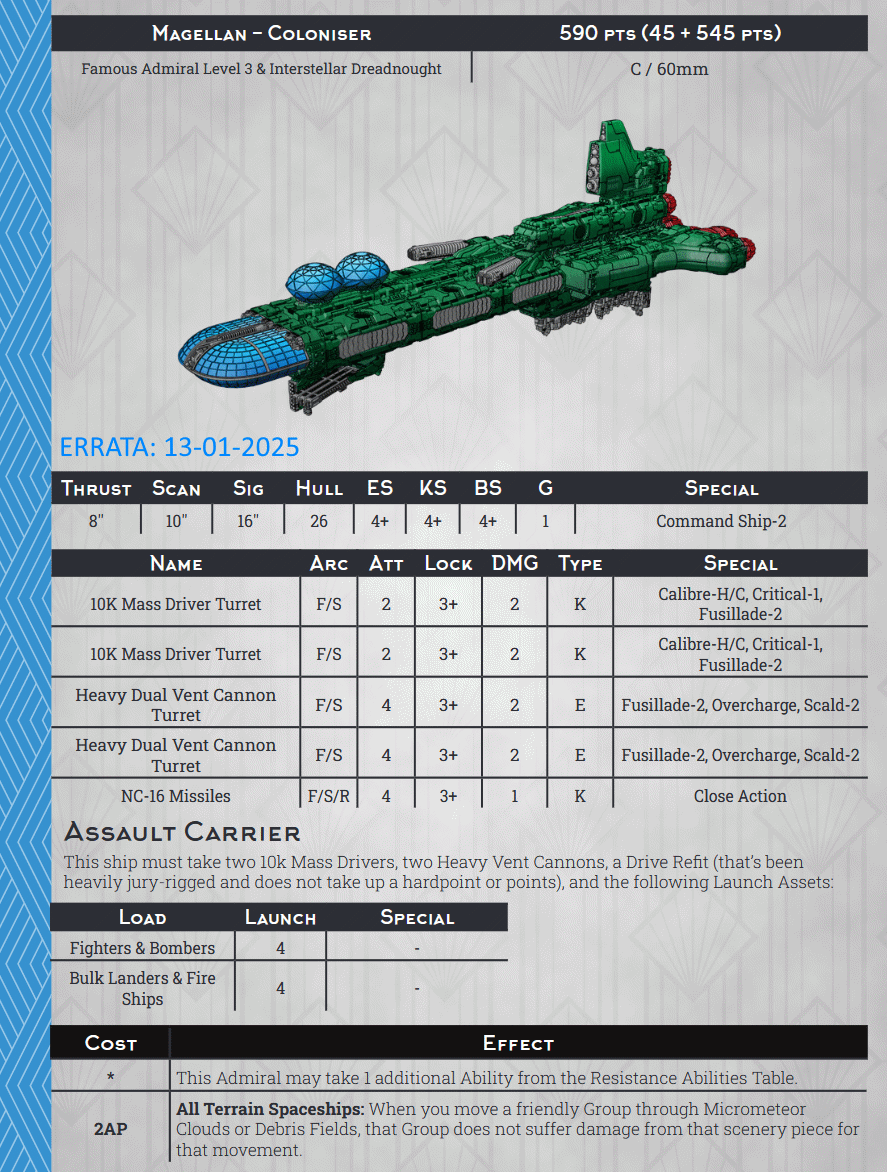 Magellan – Coloniser
590 pts (45 + 545 pts)
Famous Admiral Level 3 & Interstellar Dreadnought
C / 60mm
ERRATA: 13-01-2025
Thrust Scan Sig Hull ES KS BS G Special
8" 10" 16" 26 4+ 4+ 4+ 1 Command Ship-2
Name Arc Att Lock DMG Type Special
10K Mass Driver Turret F/S 2 3+ 2 K Calibre-H/C, Critical-1,
Fusillade-2
10K Mass Driver Turret F/S 2 3+ 2 K Calibre-H/C, Critical-1,
Fusillade-2
Heavy Dual Vent Cannon
Turret F/S 4 3+ 2 E Fusillade-2, Overcharge, Scald-2
Heavy Dual Vent Cannon
Turret F/S 4 3+ 2 E Fusillade-2, Overcharge, Scald-2
NC-16 Missiles F/S/R 4 3+ 1 K Close Action
Assault Carrier
This ship must take two 10k Mass Drivers, two Heavy Vent Cannons, a Drive Refit (that's been
heavily jury-rigged and does not take up a hardpoint or points), and the following Launch Assets:
Load Launch Special
Fighters & Bombers 4 -
Bulk Landers & Fire
Ships 4 -
Cost Effect
* This Admiral may take 1 additional Ability from the Resistance Abilities Table.
2AP All Terrain Spaceships: When you move a friendly Group through Micrometeor
Clouds or Debris Fields, that Group does not suffer damage from that scenery piece for
that movement.